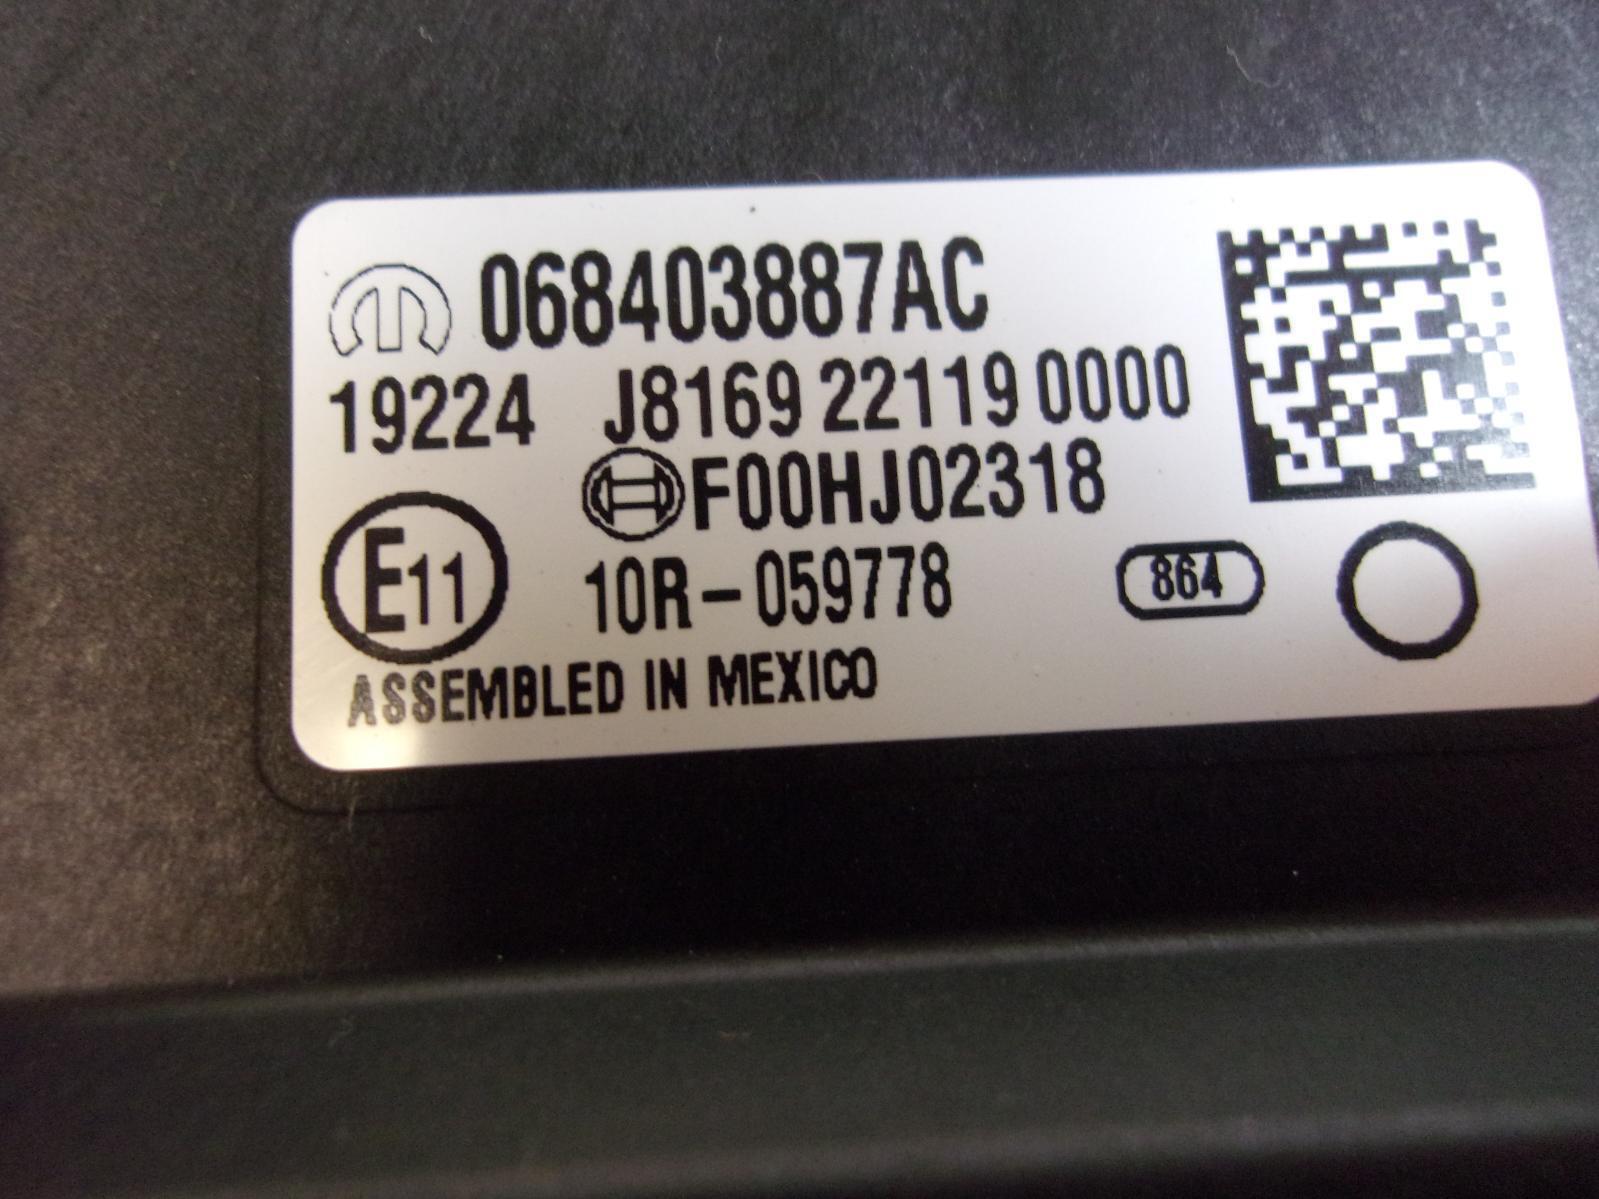 068403887AC
19224 J8169 22119 0000
F00HJ02318
E11 10R-059778 864
ASSEMBLED IN MEXICO